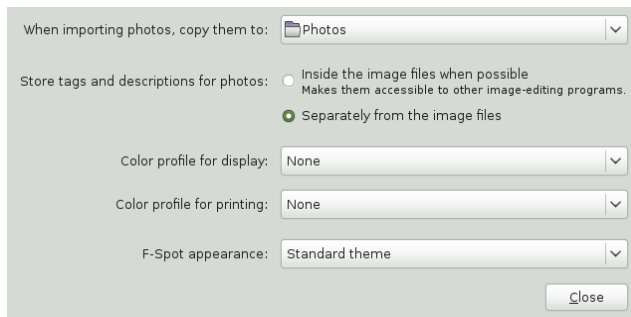 When importing photos, copy them to: Photos
Store tags and descriptions for photos: Inside the image files when possible
Makes them accessible to other image-editing programs.
Separately from the image files
Color profile for display: None
Color profile for printing: None
F-Spot appearance: Standard theme
Close